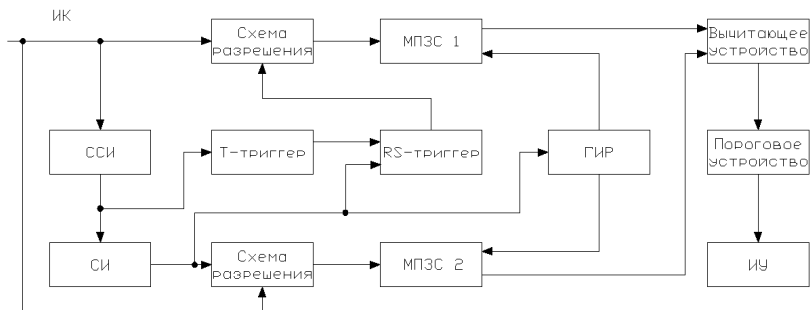 ИК
Схема
разрешения
МПЗС 1
Вычитающее
устройство
ССИ
Т-триггер
RS-триггер
ГИР
Пороговое
устройство
СИ
Схема
разрешения
МПЗС 2
ИУ